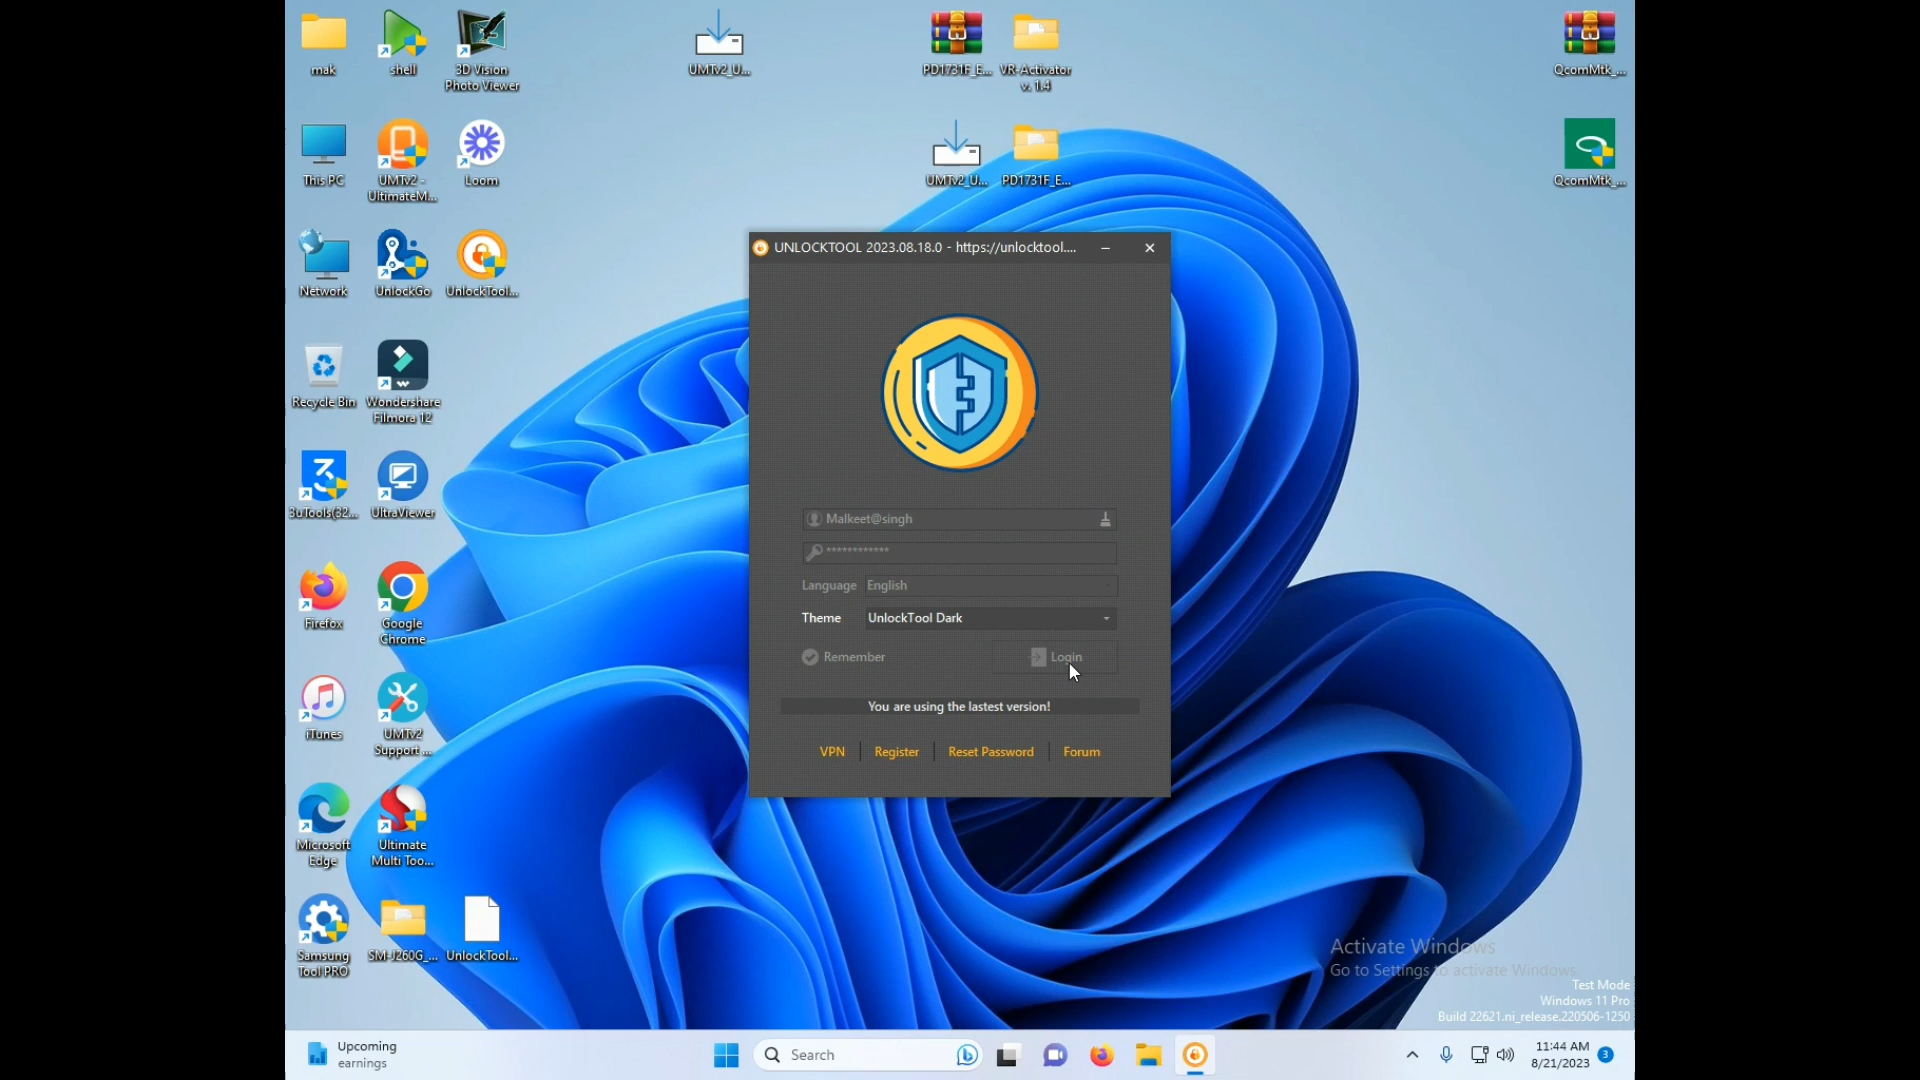 mak
shell
3D Vision
Photo Viewer
UMTv2_U...
PD1731F_E...
VR-Activator
v. 1.4
QcomMtk_...
This PC
UMTv2 -
UltimateM...
Loom
UMTv2_U...
PD1731F_E...
QcomMtk_...
Network
UnlockGo
UnlockTool...
UNLOCKTOOL 2023.08.18.0 - https://unlocktool....
Recycle Bin
Wondershare
Filmora 12
3uTools(32...
UltraViewer
Malkeet@singh
************
Language
English
Theme
UnlockTool Dark
Remember
Login
You are using the lastest version!
VPN
Register
Reset Password
Forum
Firefox
Google
Chrome
iTunes
UMTv2
Support ...
Microsoft
Edge
Ultimate
Multi Too...
Samsung
Tool PRO
SM-J260G_...
UnlockTool...
Activate Windows
Go to Settings to activate Windows.
Test Mode
Windows 11 Pro
Build 22621.ni_release.220506-1250
Upcoming
earnings
Search
11:44 AM
8/21/2023
3